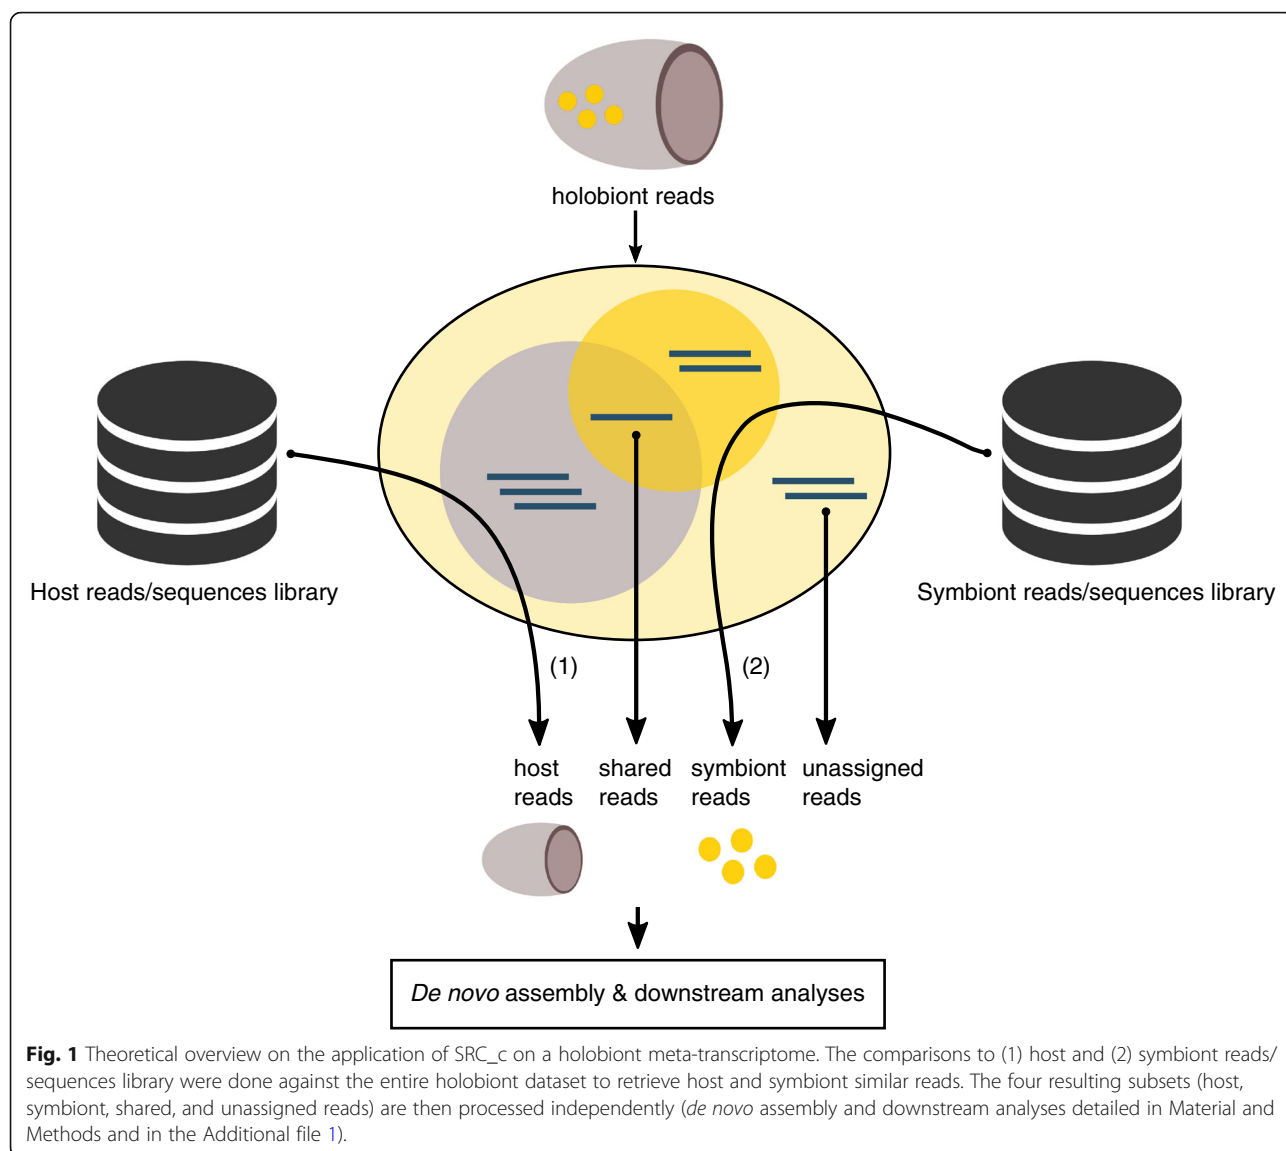 holobiont reads
Host reads/sequences library
Symbiont reads/sequences library
(1)
(2)
host
reads
shared
reads
symbiont
reads
unassigned
reads
De novo assembly & downstream analyses
Fig. 1 Theoretical overview on the application of SRC_c on a holobiont meta-transcriptome. The comparisons to (1) host and (2) symbiont reads/
sequences library were done against the entire holobiont dataset to retrieve host and symbiont similar reads. The four resulting subsets (host,
symbiont, shared, and unassigned reads) are then processed independently (de novo assembly and downstream analyses detailed in Material and
Methods and in the Additional file 1).